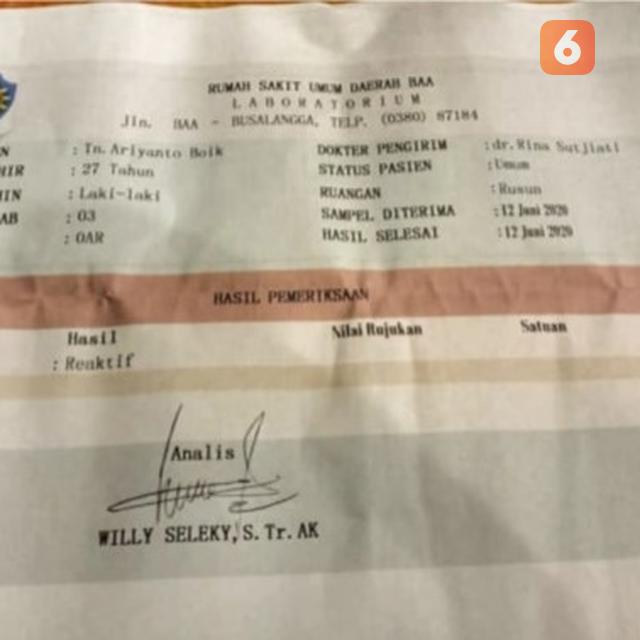 6
RUMAH SAKIT UMUM DAERAH BAA
LABORATORIUM
Jln. BAA - BUSALANGGA, TELP. (0380) 87184
N : Tn. Ariyanto Boik DOKTER PENGIRIM : dr. Rina Sutjiati
HIR : 27 Tahun STATUS PASIEN : Umum
MIN : Laki-laki RUANGAN : Rusun
AB : 03 SAMPEL DITERIMA : 12 Juni 2020
: OAR HASIL SELESAI : 12 Juni 2020
HASIL PEMERIKSAAN
Hasil Nilai Rujukan Satuan
: Reaktif
Analis
WILLY SELEKY, S. Tr. AK